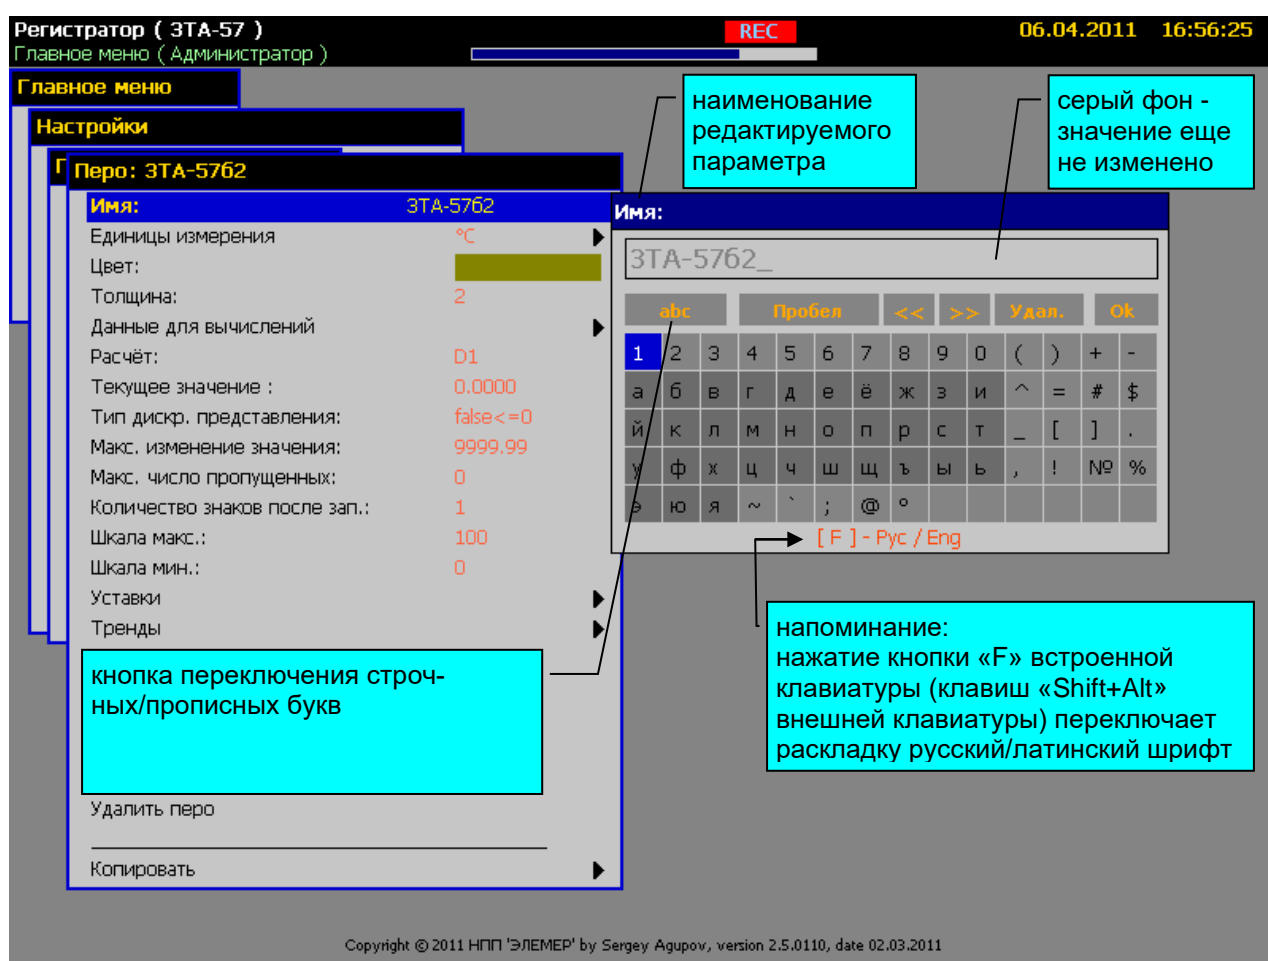 Регистратор ( ЗТА-57 )
REC
06.04.2011 16:56:25
Главное меню ( Администратор )
Главное меню
Настройки
Г
Перо: ЗТА-57б2
Имя: ЗТА-57б2
Единицы измерения °C
Цвет:
Толщина: 2
Данные для вычислений
Расчёт: D1
Текущее значение : 0.0000
Тип дискр. представления: false<=0
Макс. изменение значения: 9999.99
Макс. число пропущенных: 0
Количество знаков после зап.: 1
Шкала макс.: 100
Шкала мин.: 0
Уставки
Тренды
кнопка переключения строч-
ных/прописных букв
Удалить перо
Копировать
наименование
редактируемого
параметра
серый фон -
значение еще
не изменено
Имя:
ЗТА-57б2_
abc Пробел << >> Удал. Ok
1 2 3 4 5 6 7 8 9 0 ( ) + -
а б в г д е ё ж з и ^ = # $
й к л м н о п р с т _ [ ] .
у ф х ц ч ш щ ъ ы ь , ! № %
э ю я ~ ` ; @ °
[ F ] - Рус / Eng
напоминание:
нажатие кнопки «F» встроенной
клавиатуры (клавиш «Shift+Alt»
внешней клавиатуры) переключает
раскладку русский/латинский шрифт
Copyright © 2011 НПП 'ЭЛЕМЕР' by Sergey Agupov, version 2.5.0110, date 02.03.2011